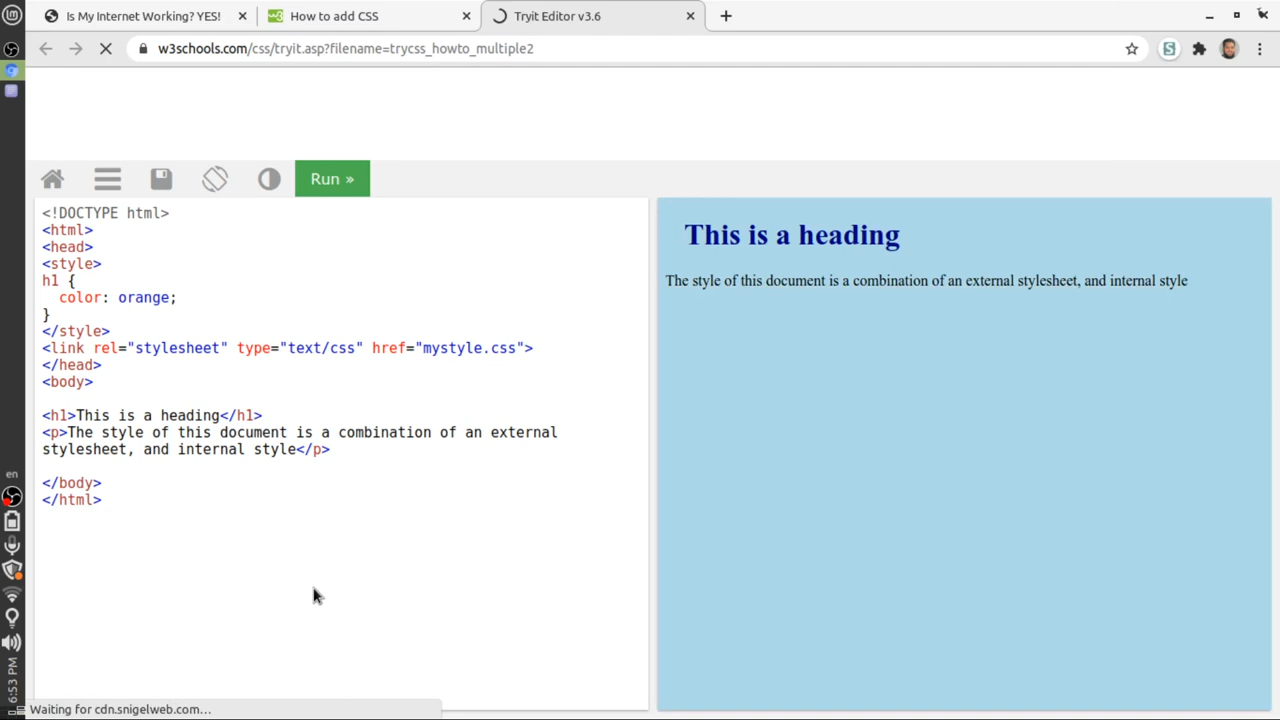 Is My Internet Working? YES!
How to add CSS
Tryit Editor v3.6
w3schools.com/css/tryit.asp?filename=trycss_howto_multiple2
S
Run »
<!DOCTYPE html>
<html>
<head>
<style>
h1 {
  color: orange;
}
</style>
<link rel="stylesheet" type="text/css" href="mystyle.css">
</head>
<body>
<h1>This is a heading</h1>
<p>The style of this document is a combination of an external
stylesheet, and internal style</p>
</body>
</html>
This is a heading
The style of this document is a combination of an external stylesheet, and internal style
en
6:53 PM
Waiting for cdn.snigelweb.com...